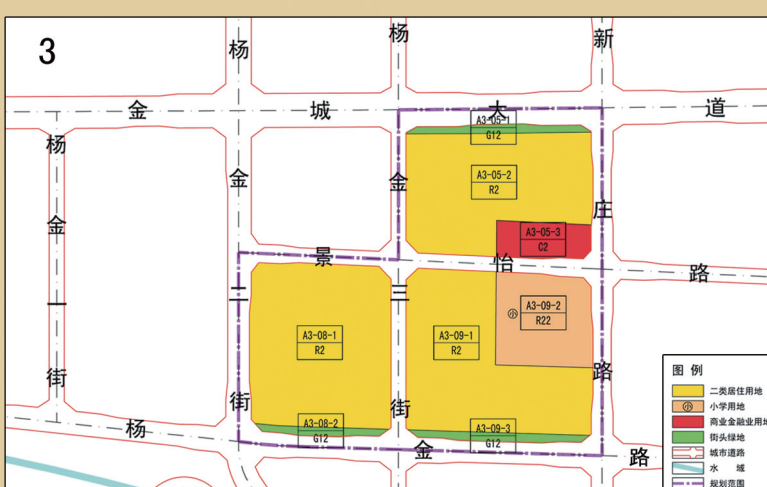 3
金城大道
杨金一街
杨金二街
杨金三街
新庄路
景怡路
杨金路
A3-05-1
G12
A3-05-2
R2
A3-05-3
C2
A3-09-2
R22
小
A3-08-1
R2
A3-09-1
R2
A3-08-2
G12
A3-09-3
G12
图例
二类居住用地
小 小学用地
商业金融业用地
街头绿地
城市道路
水域
规划范围